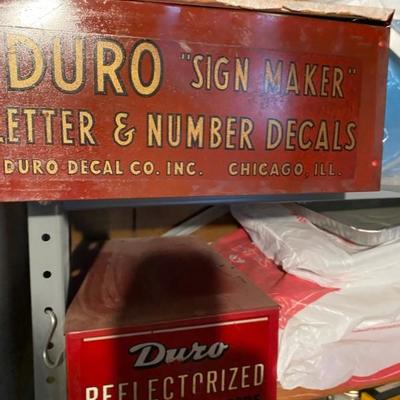 DURO "SIGN MAKER"
LETTER & NUMBER DECALS
DURO DECAL CO. INC. CHICAGO, ILL.
Duro
REFLECTORIZED